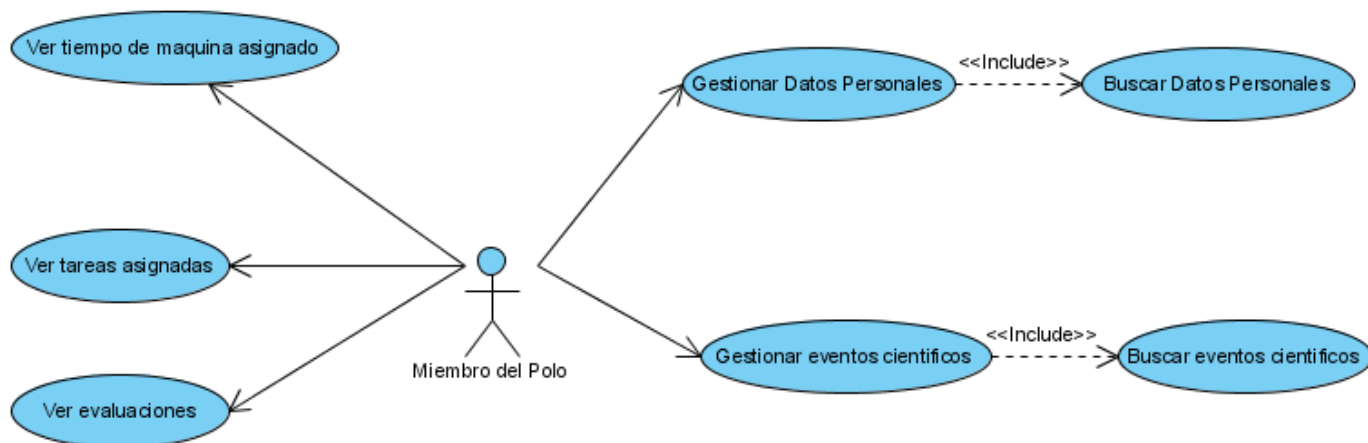 Ver tiempo de maquina asignado
Gestionar Datos Personales
<<Include>>
Buscar Datos Personales
Ver tareas asignadas
Miembro del Polo
Gestionar eventos cientificos
<<Include>>
Buscar eventos cientificos
Ver evaluaciones